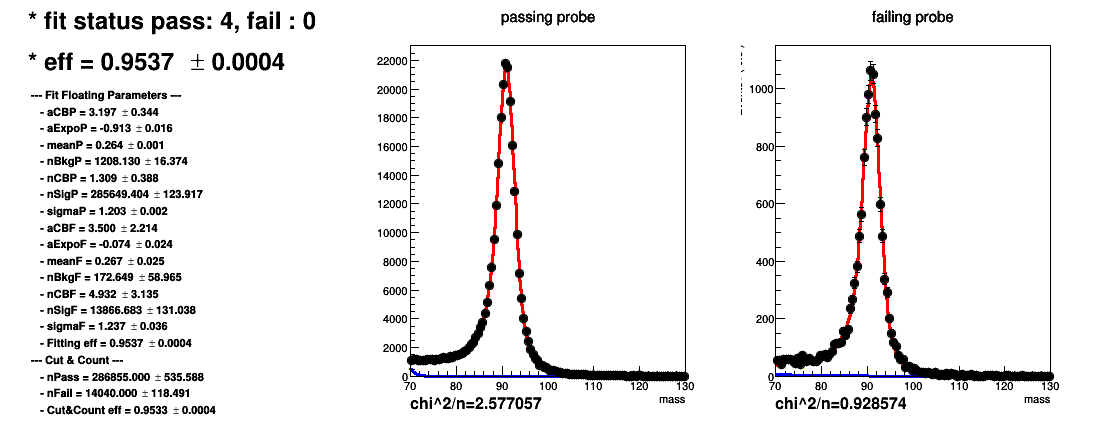 * fit status pass: 4, fail : 0
* eff = 0.9537 ± 0.0004
--- Fit Floating Parameters ---
- aCBP = 3.197 ± 0.344
- aExpoP = -0.913 ± 0.016
- meanP = 0.264 ± 0.001
- nBkgP = 1208.130 ± 16.374
- nCBP = 1.309 ± 0.388
- nSigP = 285649.404 ± 123.917
- sigmaP = 1.203 ± 0.002
- aCBF = 3.500 ± 2.214
- aExpoF = -0.074 ± 0.024
- meanF = 0.267 ± 0.025
- nBkgF = 172.649 ± 58.965
- nCBF = 4.932 ± 3.135
- nSigF = 13866.683 ± 131.038
- sigmaF = 1.237 ± 0.036
- Fitting eff = 0.9537 ± 0.0004
--- Cut & Count ---
- nPass = 286855.000 ± 535.588
- nFail = 14040.000 ± 118.491
- Cut&Count eff = 0.9533 ± 0.0004
passing probe
22000
20000
18000
16000
14000
12000
10000
8000
6000
4000
2000
0
70 80 90 100 110 120 130
mass
chi^2/n=2.577057
failing probe
1000
800
600
400
200
0
70 80 90 100 110 120 130
mass
chi^2/n=0.928574